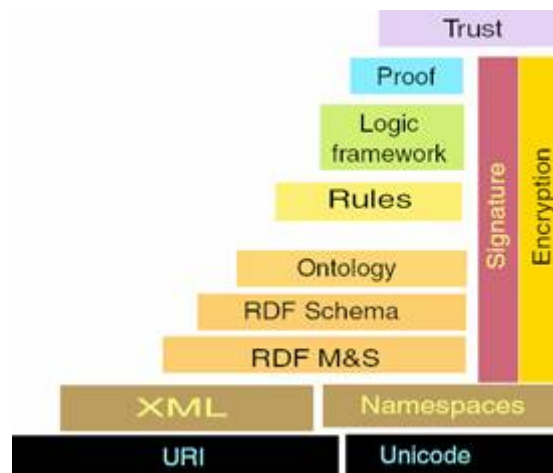 Trust
Proof
Logic
framework
Rules
Ontology
RDF Schema
RDF M&S
Signature
Encryption
XML
Namespaces
URI
Unicode